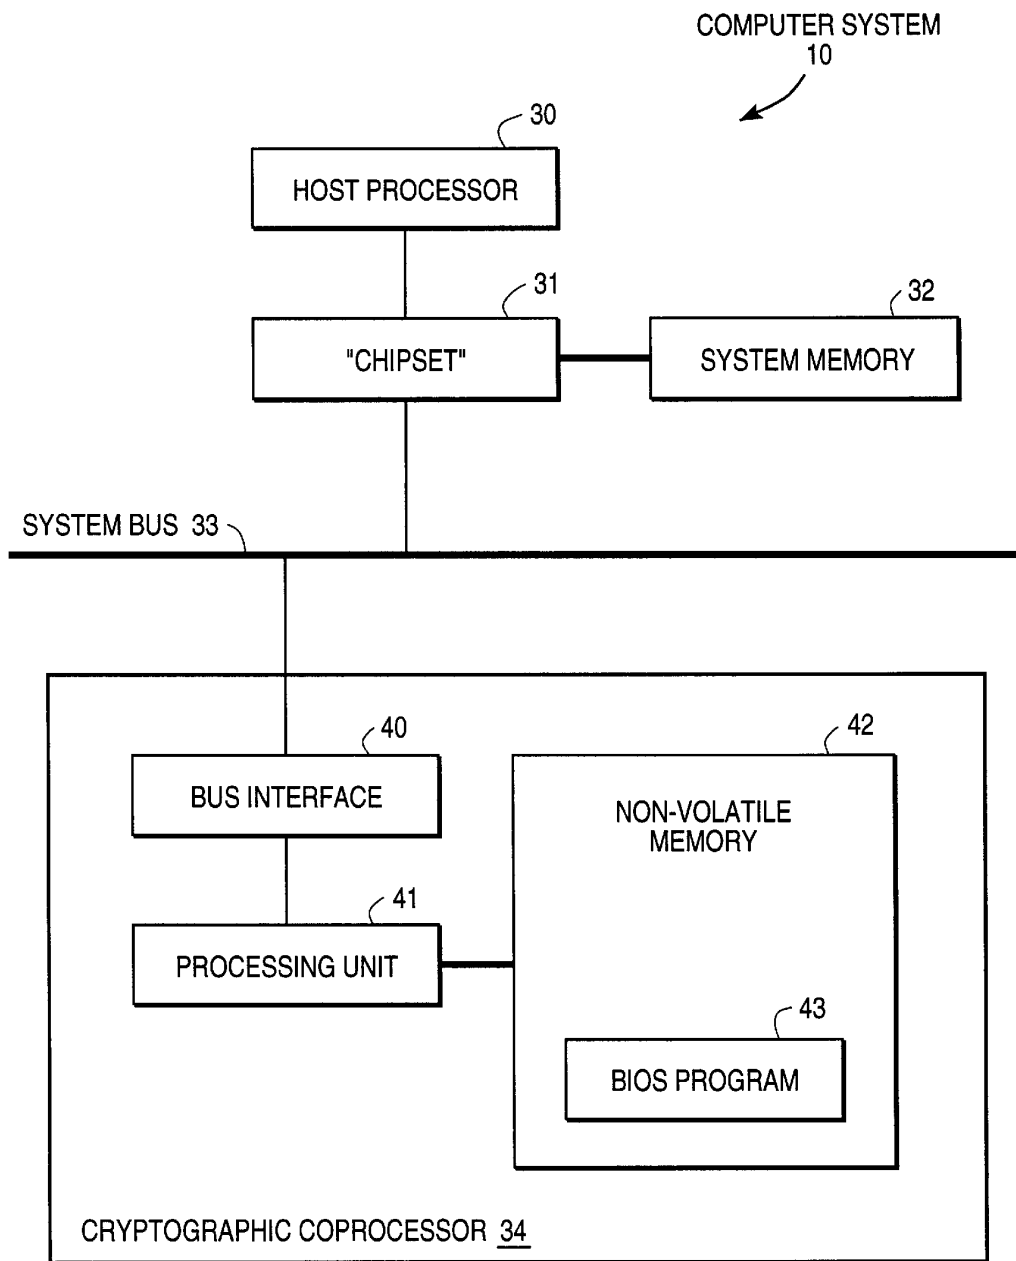 COMPUTER SYSTEM
10
30
HOST PROCESSOR
31
"CHIPSET"
32
SYSTEM MEMORY
SYSTEM BUS 33
40
BUS INTERFACE
42
NON-VOLATILE
MEMORY
41
PROCESSING UNIT
43
BIOS PROGRAM
CRYPTOGRAPHIC COPROCESSOR 34